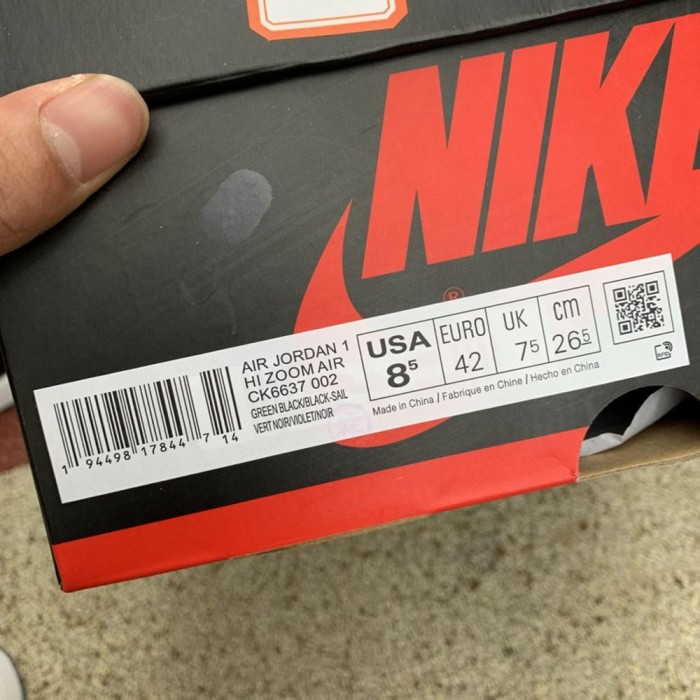 NIKE
®
AIR JORDAN 1
HI ZOOM AIR
CK6637 002
GREEN BLACK/BLACK-SAIL
VERT NOIR/VIOLET/NOIR
USA
8⁵
EURO
42
UK
7⁵
cm
26⁵
Made in China / Fabrique en Chine / Hecho en China
1 94498 17844 7 14